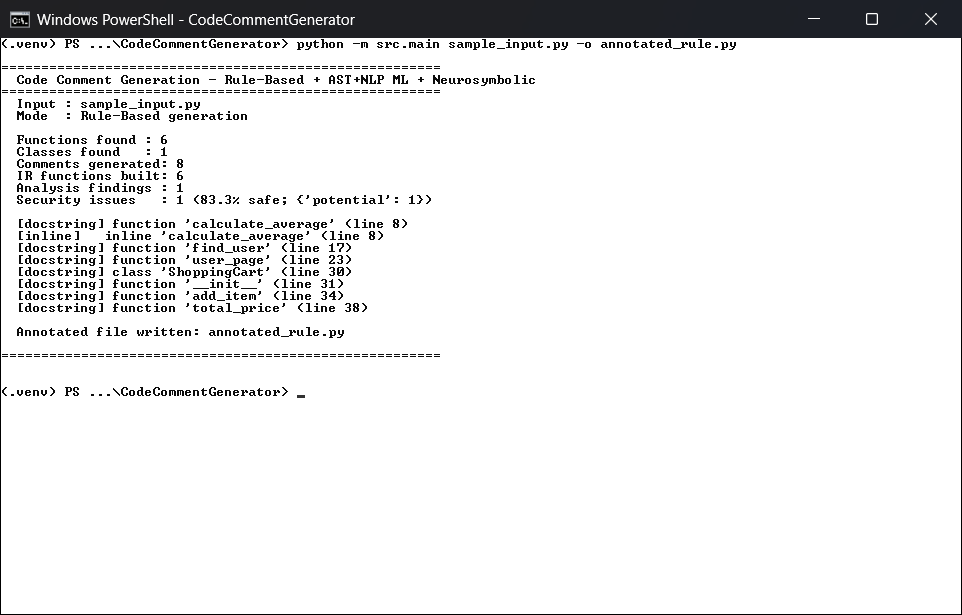 Windows PowerShell - CodeCommentGenerator
(.venv) PS ...\CodeCommentGenerator> python -m src.main sample_input.py -o annotated_rule.py
=======================================================
Code Comment Generation - Rule-Based + AST+NLP ML + Neurosymbolic
=======================================================
Input : sample_input.py
Mode  : Rule-Based generation
Functions found : 6
Classes found   : 1
Comments generated: 8
IR functions built: 6
Analysis findings : 1
Security issues   : 1 (83.3% safe; {'potential': 1})
[docstring] function 'calculate_average' (line 8)
[inline]   inline 'calculate_average' (line 8)
[docstring] function 'find_user' (line 17)
[docstring] function 'user_page' (line 23)
[docstring] class 'ShoppingCart' (line 30)
[docstring] function '__init__' (line 31)
[docstring] function 'add_item' (line 34)
[docstring] function 'total_price' (line 38)
Annotated file written: annotated_rule.py
=======================================================
(.venv) PS ...\CodeCommentGenerator> _